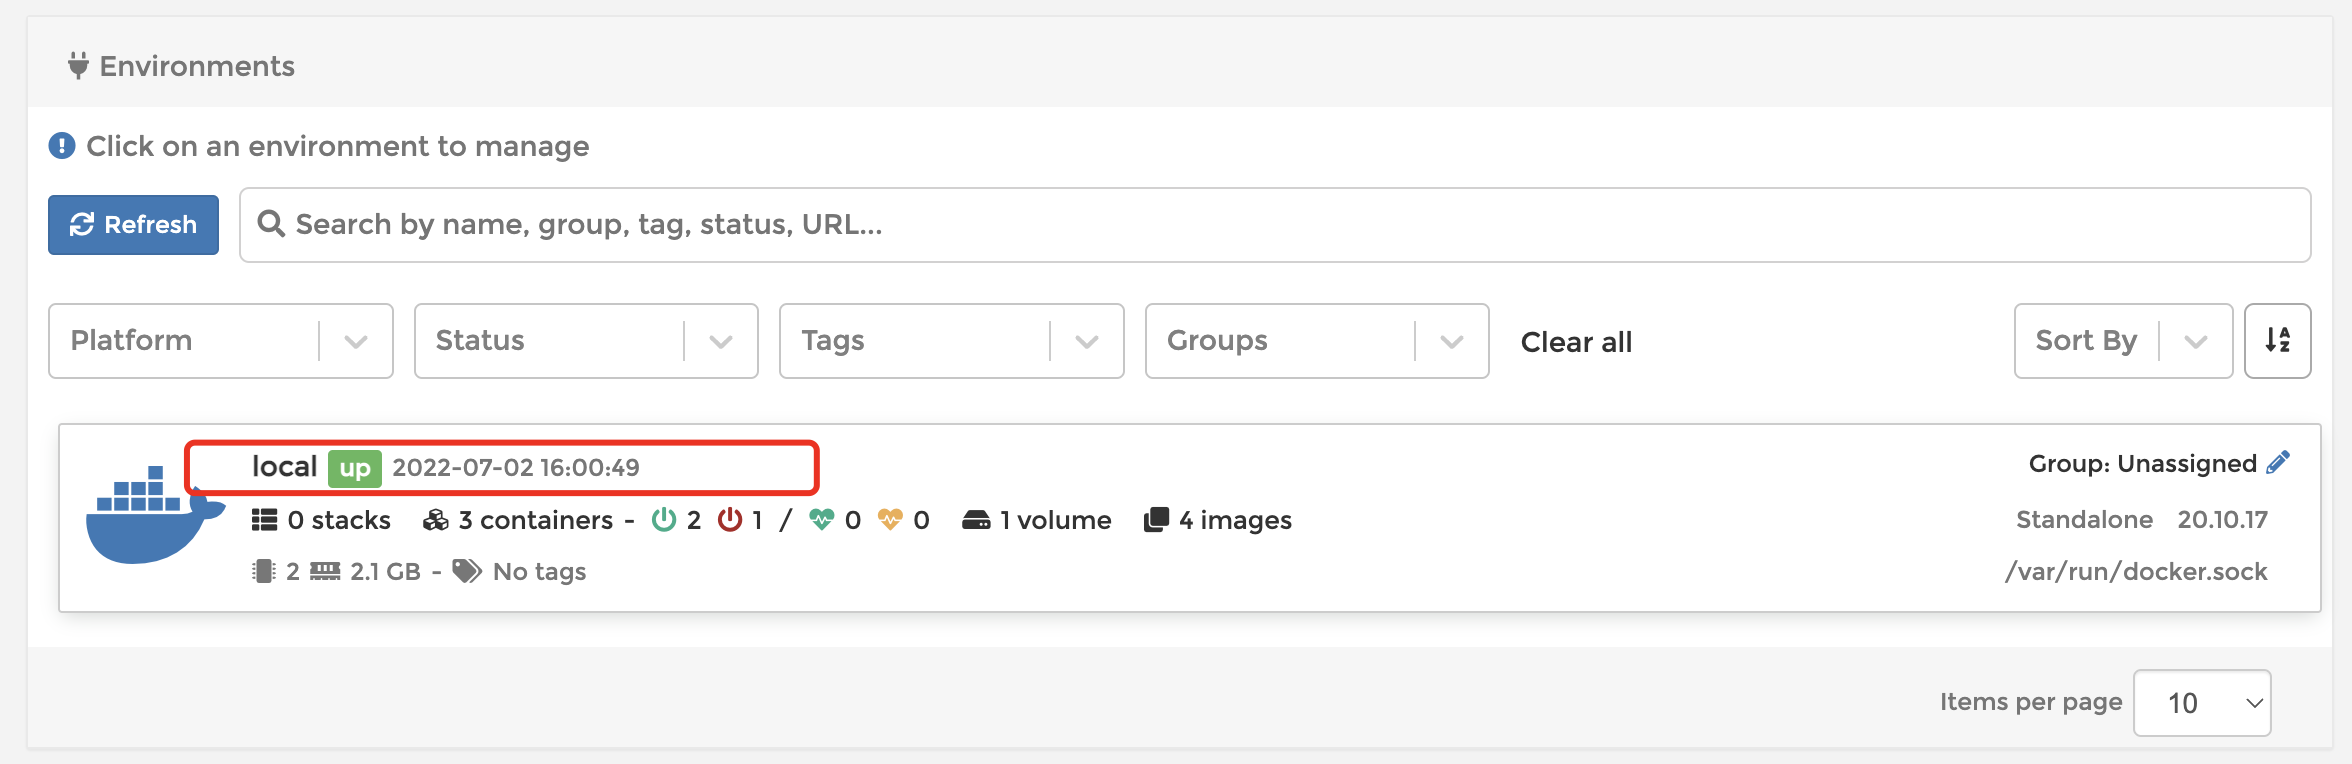 Environments
Click on an environment to manage
Refresh
Search by name, group, tag, status, URL...
Platform
Status
Tags
Groups
Clear all
Sort By
local up 2022-07-02 16:00:49
Group: Unassigned
0 stacks 3 containers - 2 1 / 0 0 1 volume 4 images
Standalone 20.10.17
2 2.1 GB - No tags
/var/run/docker.sock
Items per page 10